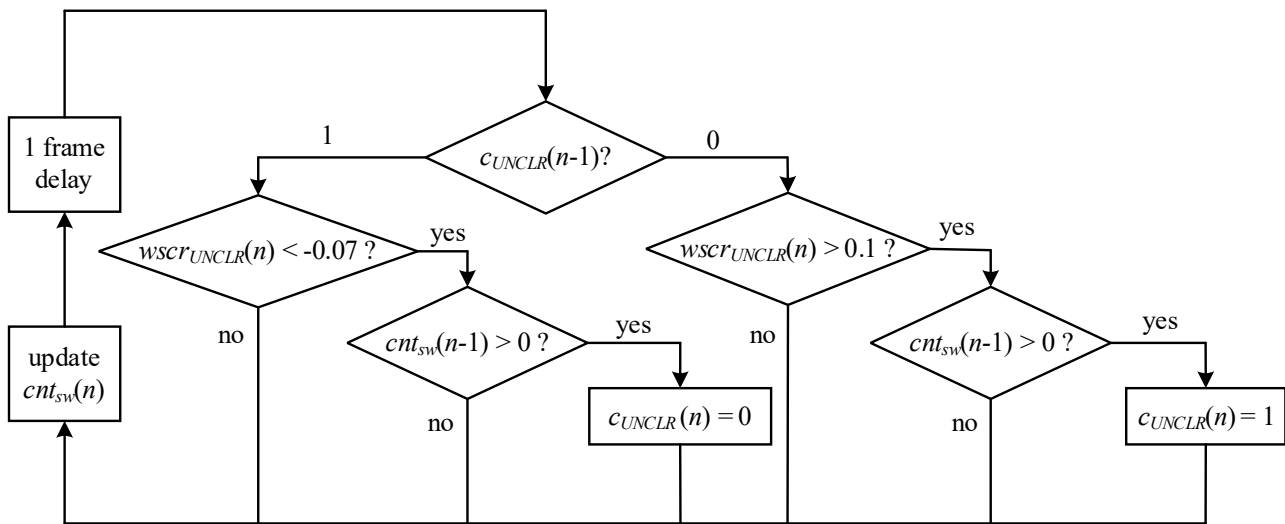 1 frame
delay
update
cnt_sw(n)
c_UNCLR(n-1)?
1
0
wscr_UNCLR(n) < -0.07 ?
yes
no
cnt_sw(n-1) > 0 ?
yes
no
c_UNCLR(n) = 0
wscr_UNCLR(n) > 0.1 ?
yes
no
cnt_sw(n-1) > 0 ?
yes
no
c_UNCLR(n) = 1